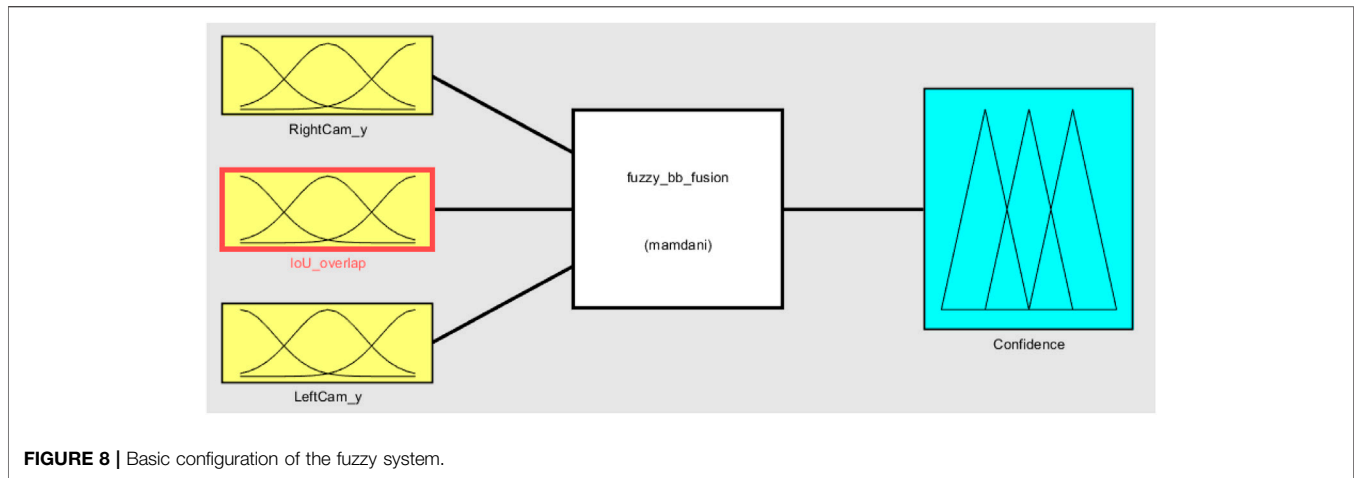 RightCam_y
IoU_overlap
LeftCam_y
fuzzy_bb_fusion
(mamdani)
Confidence
FIGURE 8 | Basic configuration of the fuzzy system.